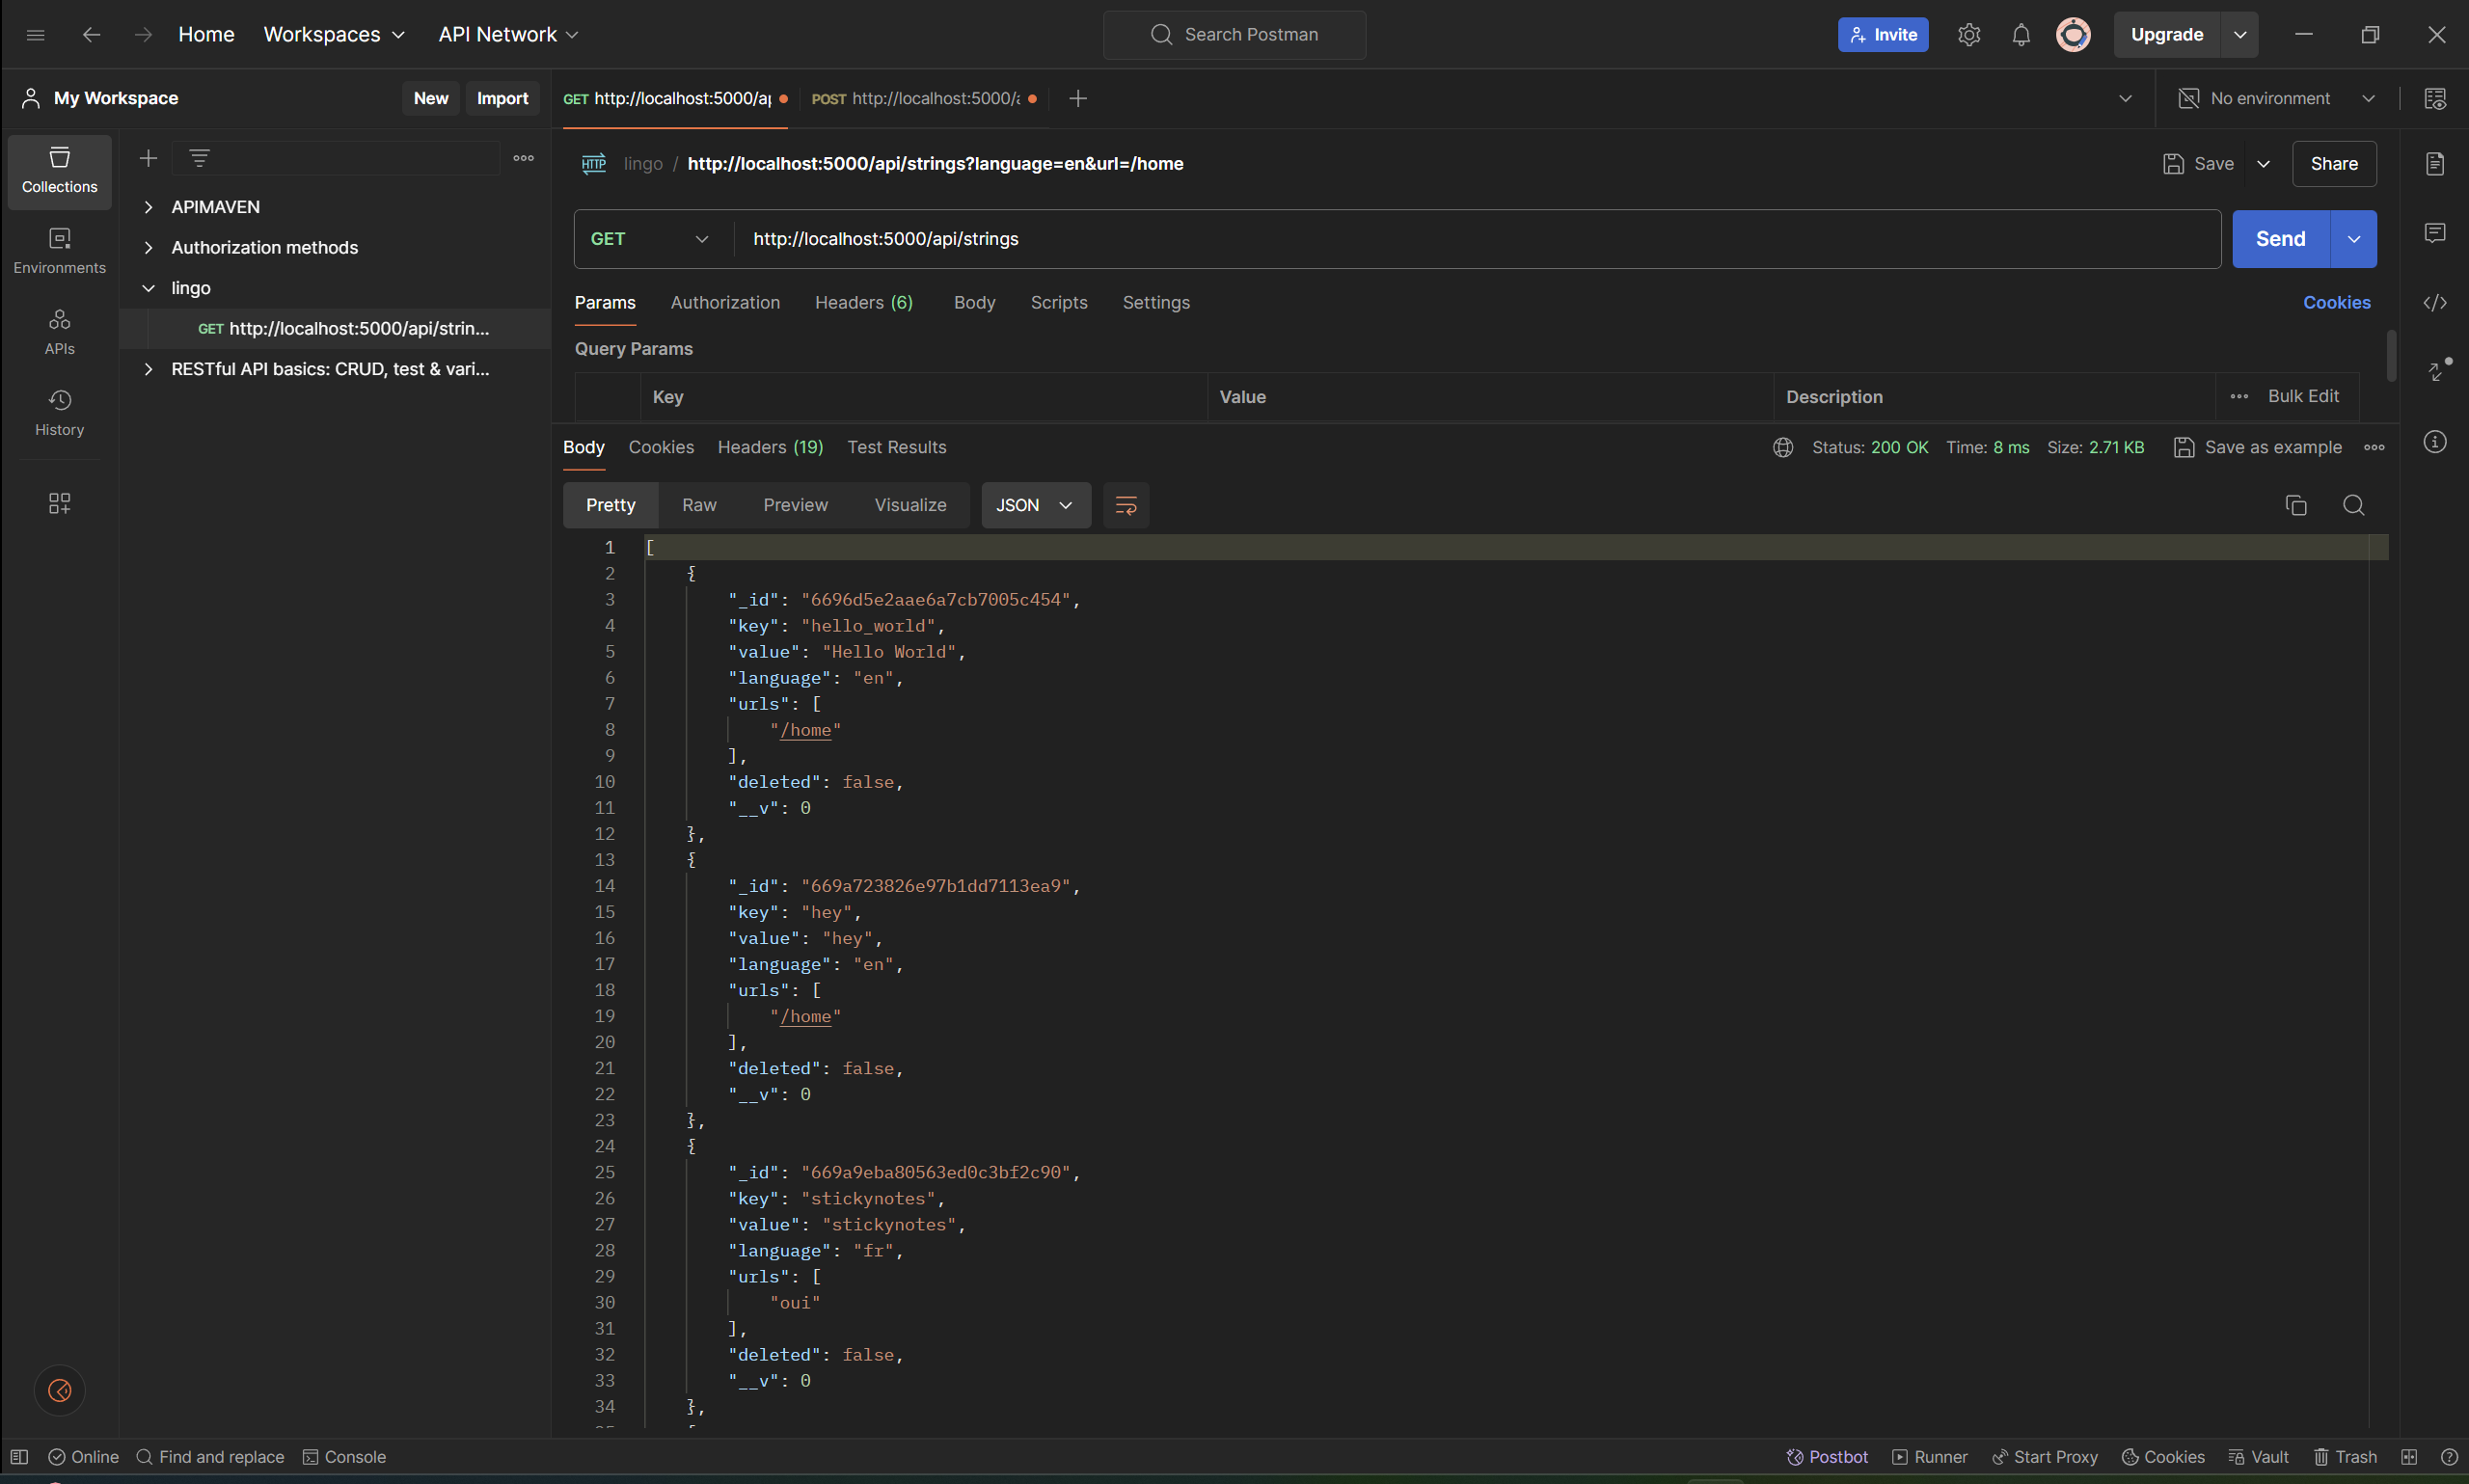 Home Workspaces API Network Search Postman Invite Upgrade
My Workspace New Import GET http://localhost:5000/a POST http://localhost:5000/ No environment
Collections
Environments
APIs
History
APIMAVEN
Authorization methods
lingo
GET http://localhost:5000/api/strin...
RESTful API basics: CRUD, test & vari...
HTTP lingo / http://localhost:5000/api/strings?language=en&url=/home Save Share
GET http://localhost:5000/api/strings Send
Params Authorization Headers (6) Body Scripts Settings Cookies
Query Params
Key Value Description Bulk Edit
Body Cookies Headers (19) Test Results Status: 200 OK Time: 8 ms Size: 2.71 KB Save as example
Pretty Raw Preview Visualize JSON
1 [
2 {
3 "_id": "6696d5e2aae6a7cb7005c454",
4 "key": "hello_world",
5 "value": "Hello World",
6 "language": "en",
7 "urls": [
8 "/home"
9 ],
10 "deleted": false,
11 "__v": 0
12 },
13 {
14 "_id": "669a723826e97b1dd7113ea9",
15 "key": "hey",
16 "value": "hey",
17 "language": "en",
18 "urls": [
19 "/home"
20 ],
21 "deleted": false,
22 "__v": 0
23 },
24 {
25 "_id": "669a9eba80563ed0c3bf2c90",
26 "key": "stickynotes",
27 "value": "stickynotes",
28 "language": "fr",
29 "urls": [
30 "oui"
31 ],
32 "deleted": false,
33 "__v": 0
34 },
Online Find and replace Console Postbot Runner Start Proxy Cookies Vault Trash